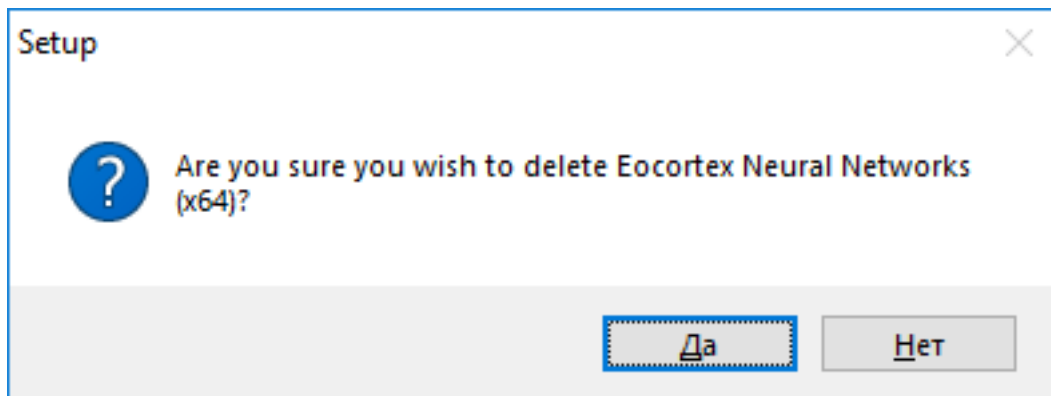 Setup
Are you sure you wish to delete Eocortex Neural Networks
(x64)?
Да
Нет